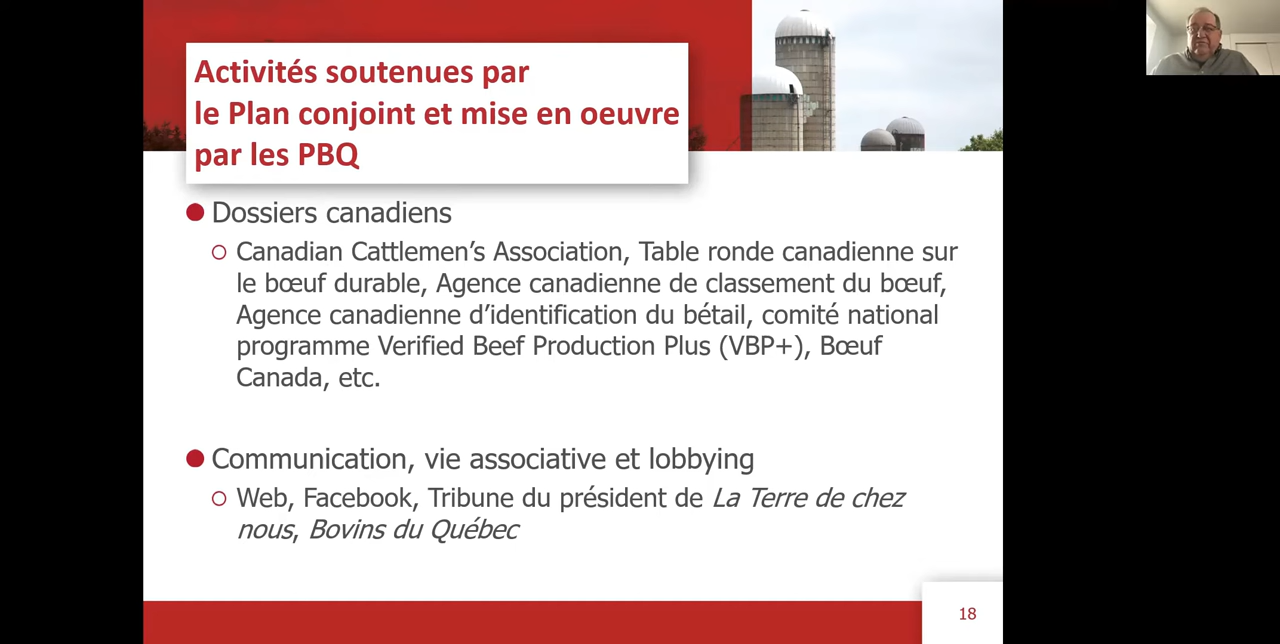 Activités soutenues par
le Plan conjoint et mise en oeuvre
par les PBQ
Dossiers canadiens
Canadian Cattlemen’s Association, Table ronde canadienne sur
le bœuf durable, Agence canadienne de classement du bœuf,
Agence canadienne d’identification du bétail, comité national
programme Verified Beef Production Plus (VBP+), Bœuf
Canada, etc.
Communication, vie associative et lobbying
Web, Facebook, Tribune du président de La Terre de chez
nous, Bovins du Québec
18